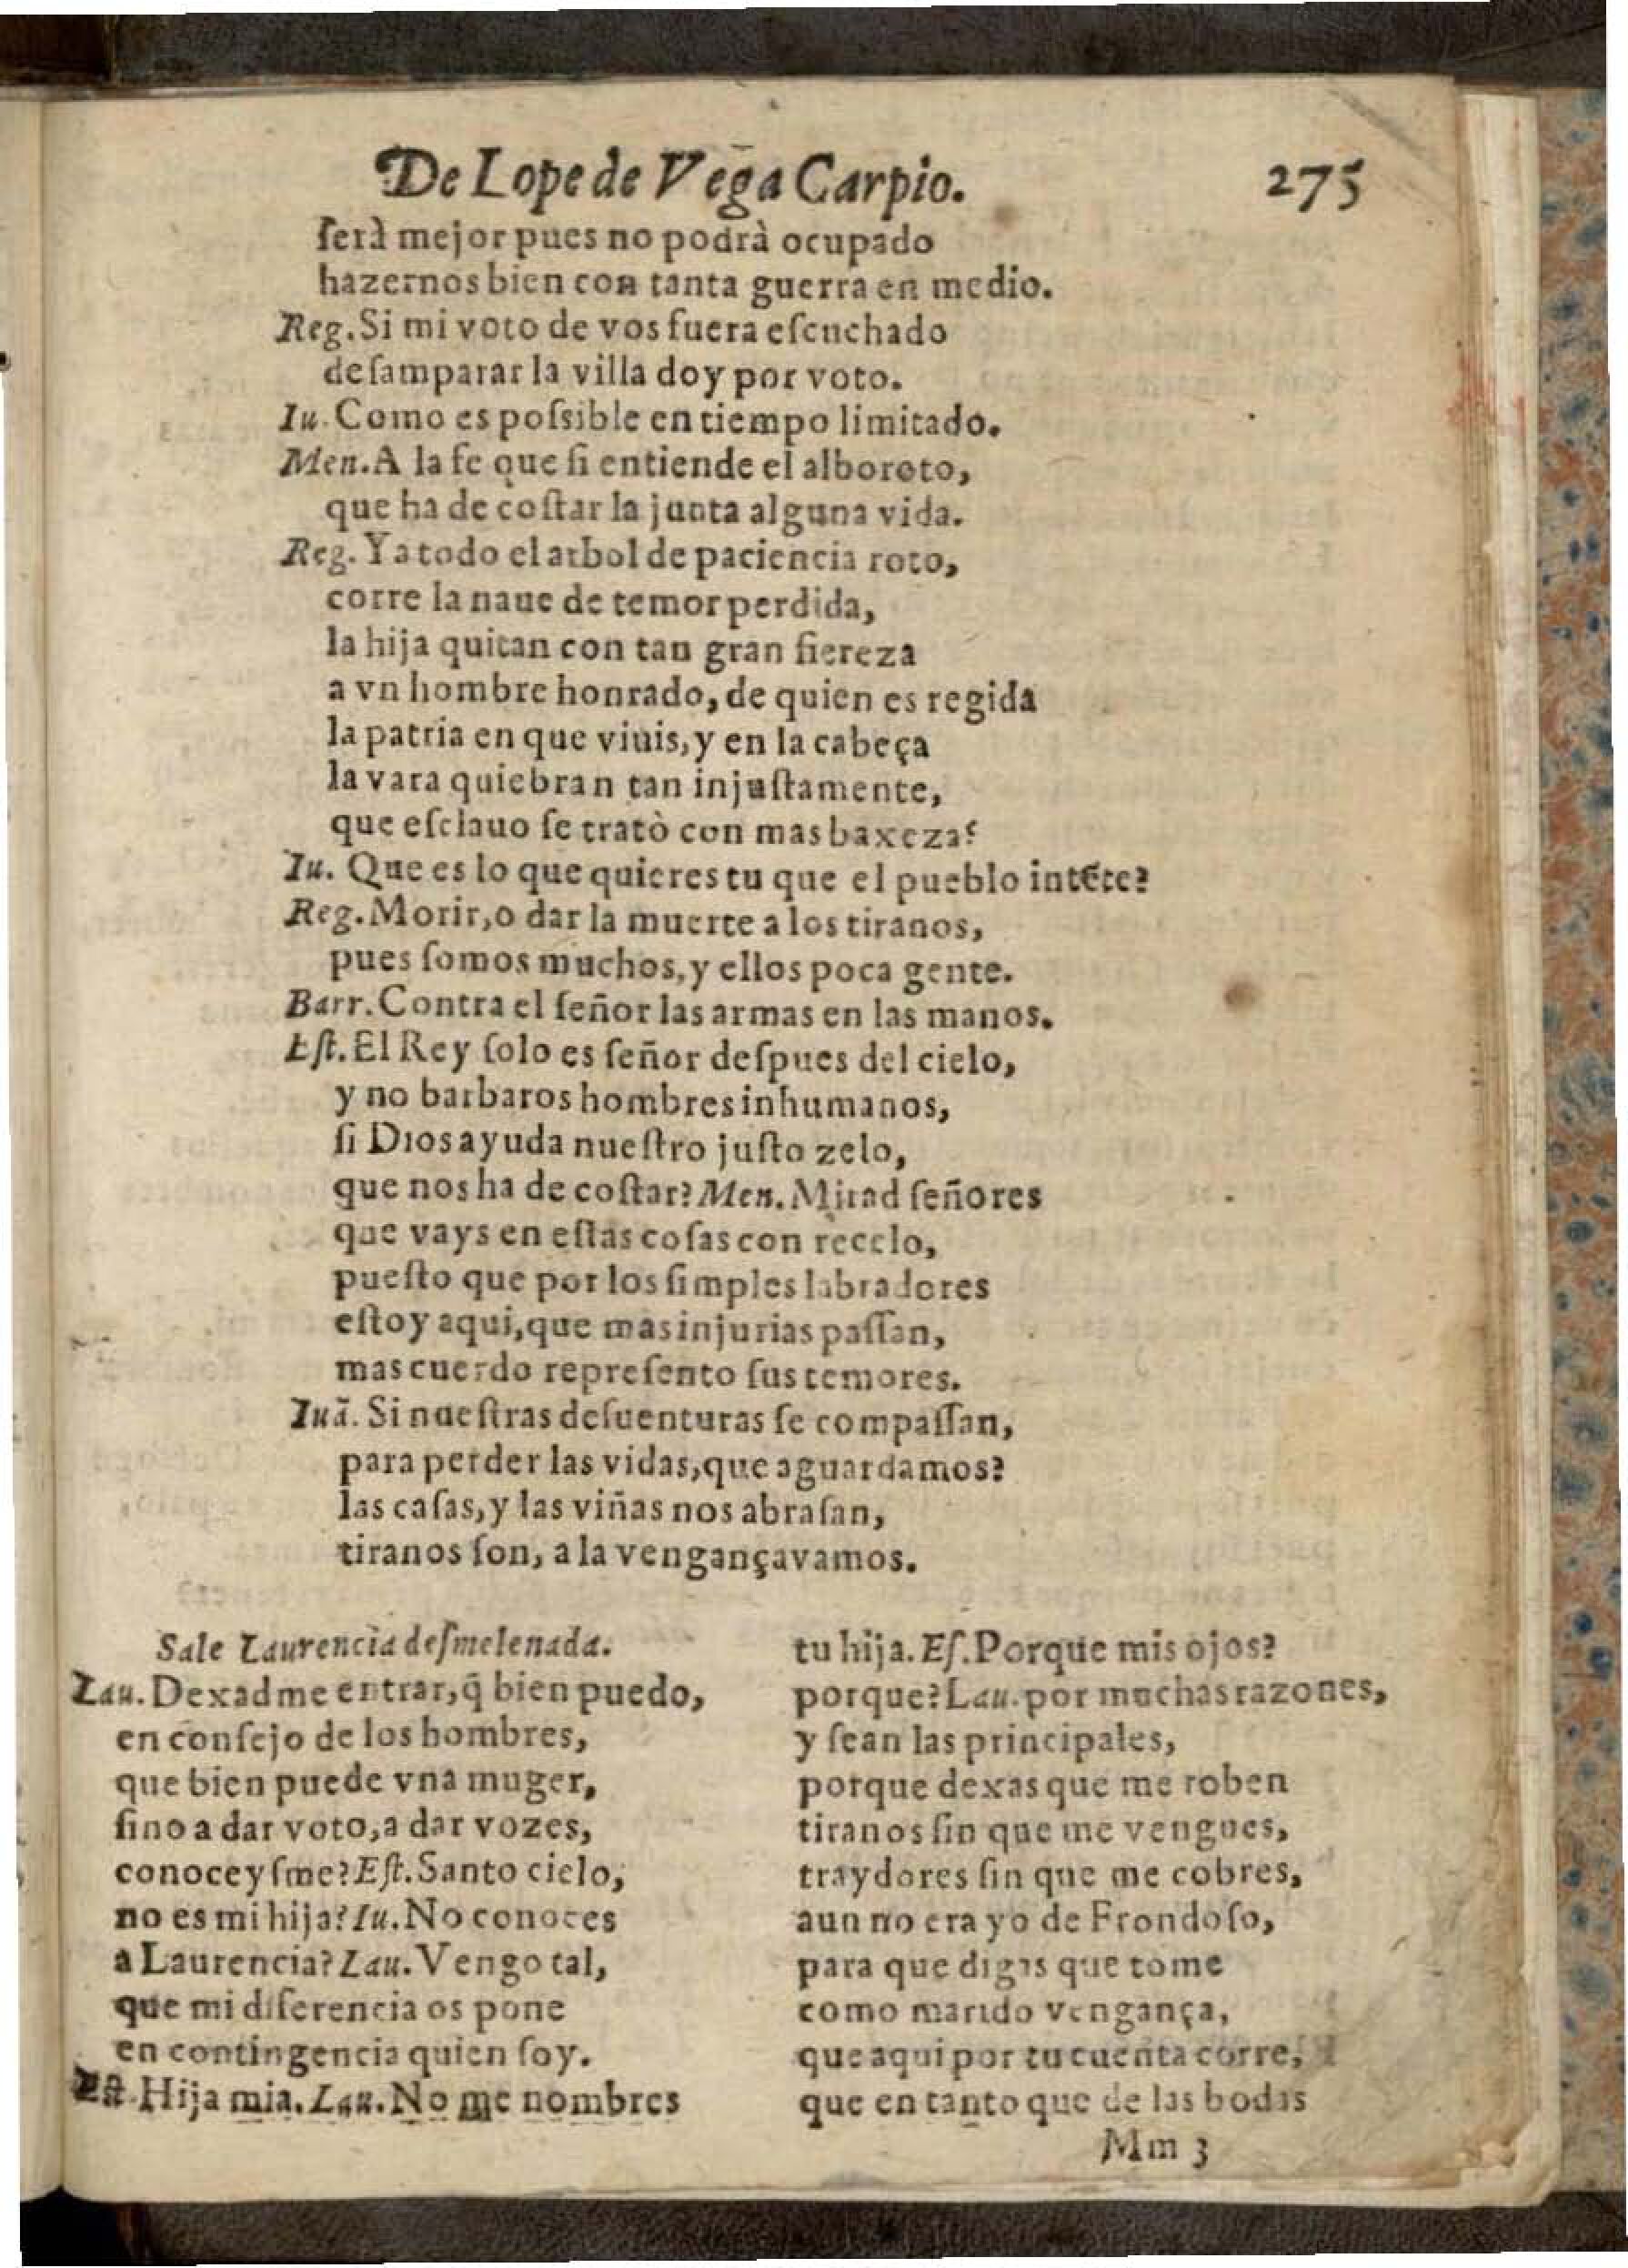 De Lope de Vega Carpio. 275
ſerà mejor pues no podrà ocupado
hazernos bien con tanta guerra en medio.
Reg. Si mi voto de vos fuera eſcuchado
deſamparar la villa doy por voto.
Iu. Como es poſsible en tiempo limitado.
Men. A la fe que ſi entiende el alboroto,
que ha de coſtar la junta alguna vida.
Reg. Ya todo el arbol de paciencia roto,
corre la naue de temor perdida,
la hija quitan con tan gran fiereza
a vn hombre honrado, de quien es regida
la patria en que viuis, y en la cabeça
la vara quiebran tan injuſtamente,
que eſclauo ſe tratò con mas baxeza?
Iu. Que es lo que quieres tu que el pueblo intẽte?
Reg. Morir, o dar la muerte a los tiranos,
pues ſomos muchos, y ellos poca gente.
Barr. Contra el ſeñor las armas en las manos.
Eſt. El Rey ſolo es ſeñor deſpues del cielo,
y no barbaros hombres inhumanos,
ſi Dios ayuda nueſtro juſto zelo,
que nos ha de coſtar? Men. Mirad ſeñores
que vays en eſtas coſas con recelo,
pueſto que por los ſimples labradores
eſtoy aqui, que mas injurias paſſan,
mas cuerdo repreſento ſus temores.
Iuã. Si nueſtras deſuenturas ſe compaſſan,
para perder las vidas, que aguardamos?
las caſas, y las viñas nos abraſan,
tiranos ſon, a la vengança vamos.
Sale Laurencia deſmelenada.
Lau. Dexadme entrar, q̃ bien puedo,
en conſejo de los hombres,
que bien puede vna muger,
ſino a dar voto, a dar vozes,
conoceyſme? Eſt. Santo cielo,
no es mi hija? Iu. No conoces
a Laurencia? Lau. Vengo tal,
que mi diferencia os pone
en contingencia quien ſoy.
Eſt. Hija mia. Lau. No me nombres
tu hija. Eſ. Porque mis ojos?
porque? Lau. por muchas razones,
y ſean las principales,
porque dexas que me roben
tiranos ſin que me vengues,
traydores ſin que me cobres,
aun no era yo de Frondoſo,
para que digas que tome
como marido vengança,
que aqui por tu cuenta corre,
que en tanto que de las bodas
Mm 3